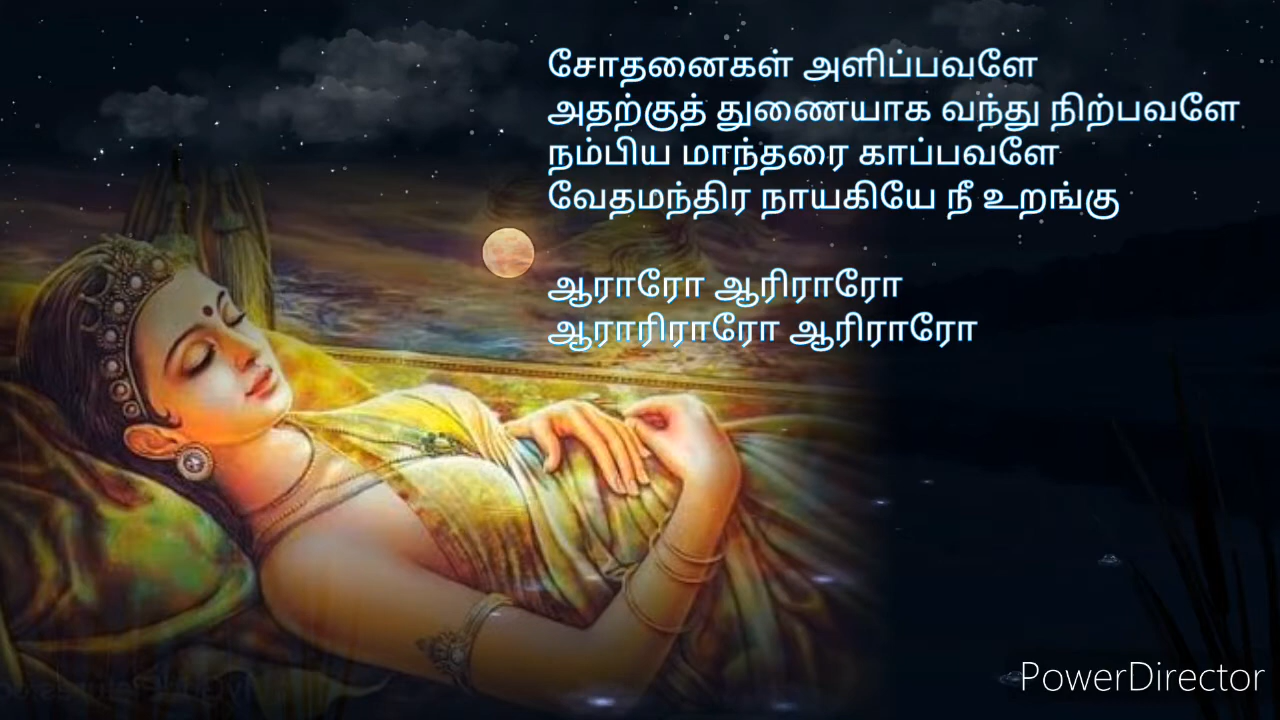 சோதனைகள் அளிப்பவளே
அதற்குத் துணையாக வந்து நிற்பவளே
நம்பிய மாந்தரை காப்பவளே
வேதமந்திர நாயகியே நீ உறங்கு
ஆராரோ ஆரிராரோ
ஆராரிராரோ ஆரிராரோ
PowerDirector